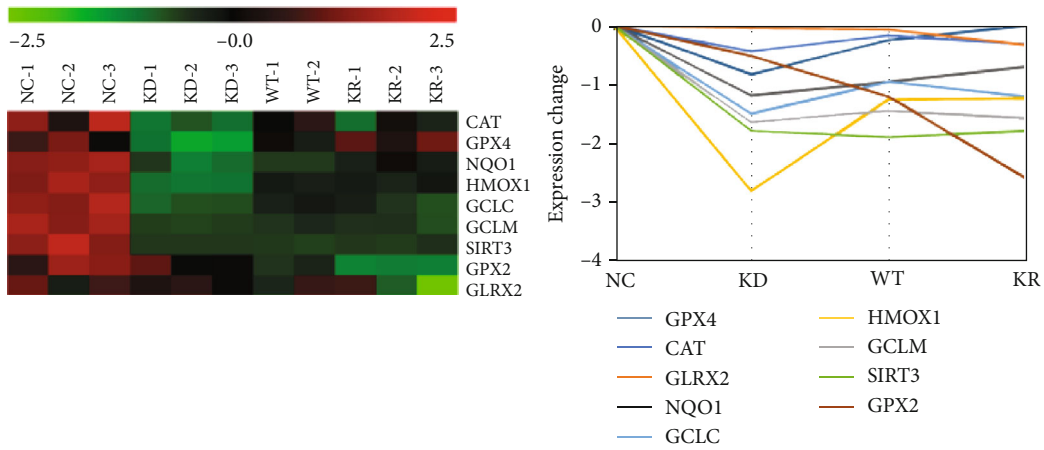 −2.5 −0.0 2.5
NC-1 NC-2 NC-3 KD-1 KD-2 KD-3 WT-1 WT-2 KR-1 KR-2 KR-3
CAT
GPX4
NQO1
HMOX1
GCLC
GCLM
SIRT3
GPX2
GLRX2
Expression change
0
−1
−2
−3
−4
NC KD WT KR
GPX4
CAT
GLRX2
NQO1
GCLC
HMOX1
GCLM
SIRT3
GPX2